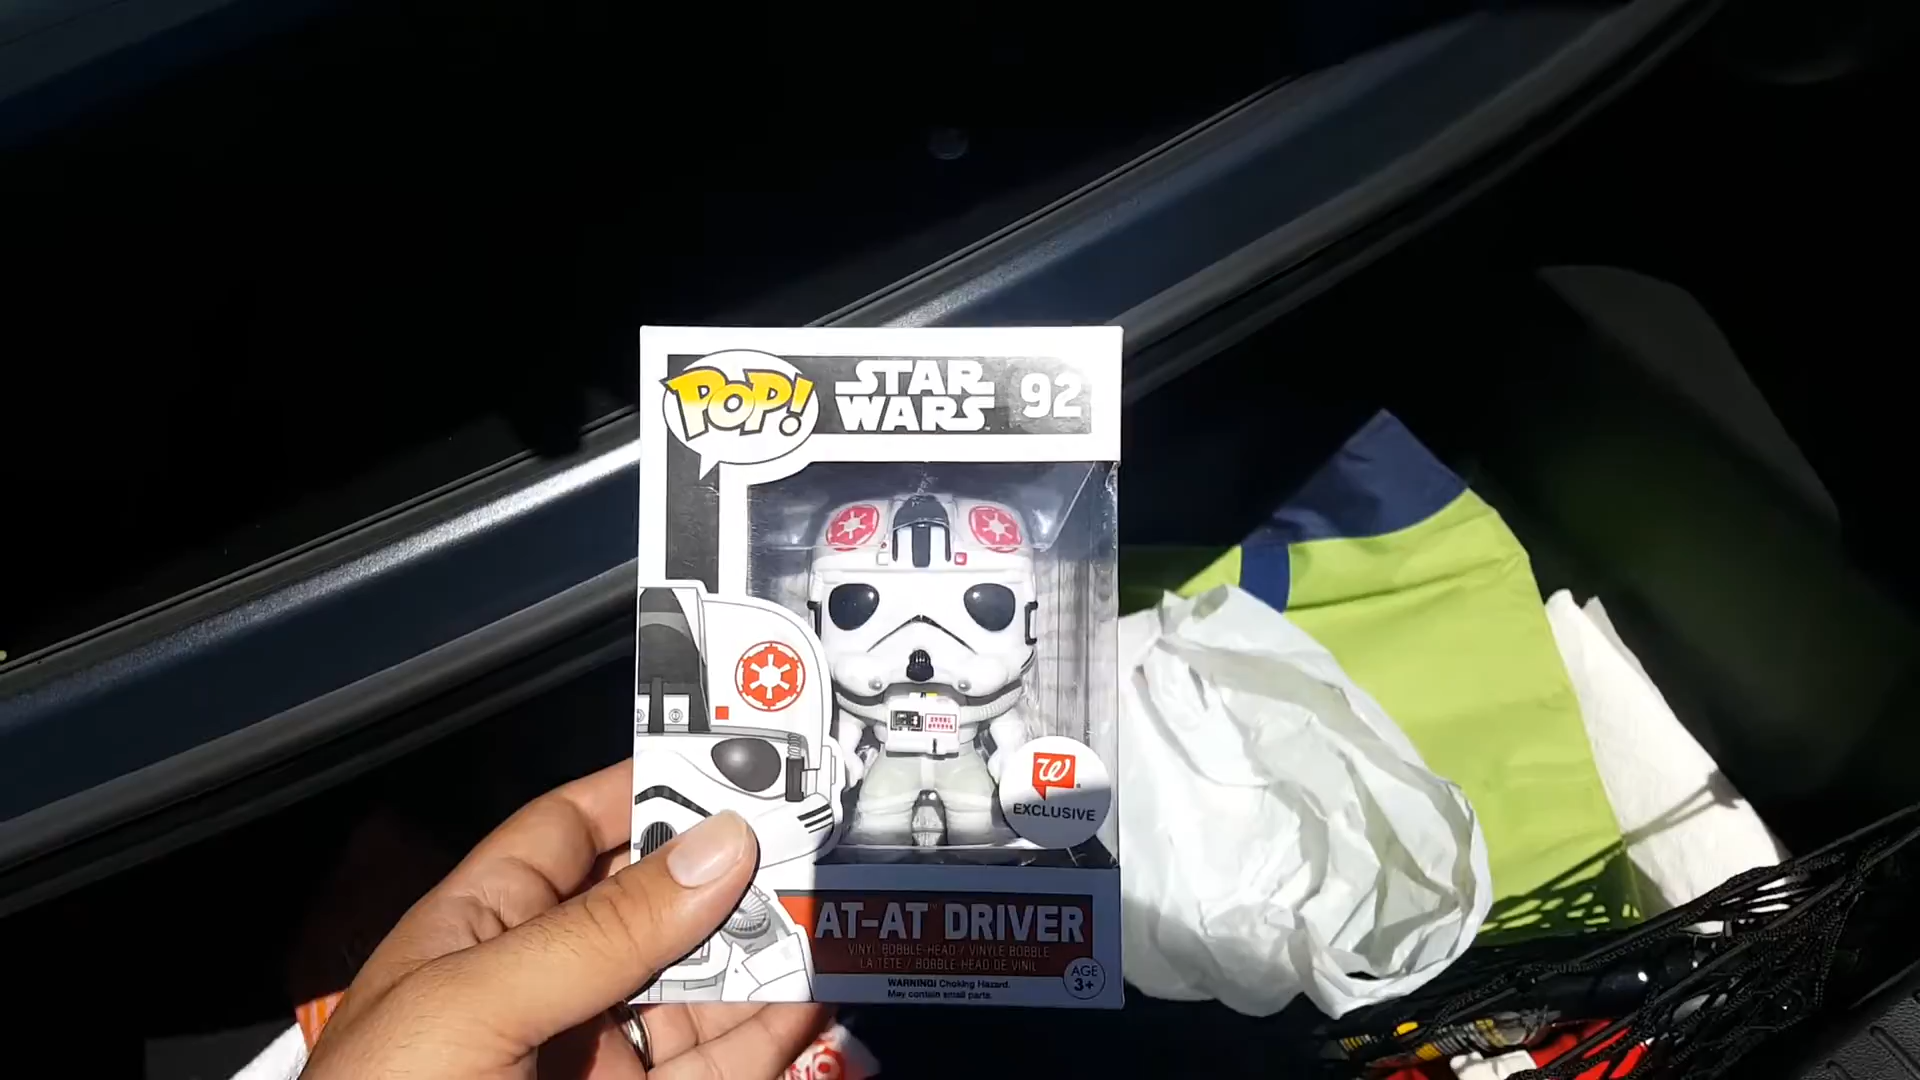 POP!
STAR
WARS
92
W
EXCLUSIVE
AT-AT™ DRIVER
VINYL BOBBLE-HEAD / VINYLE BOBBLE
LA TÊTE / BOBBLE-HEAD DE VINIL
AGE
3+
WARNING! Choking Hazard.
May contain small parts.